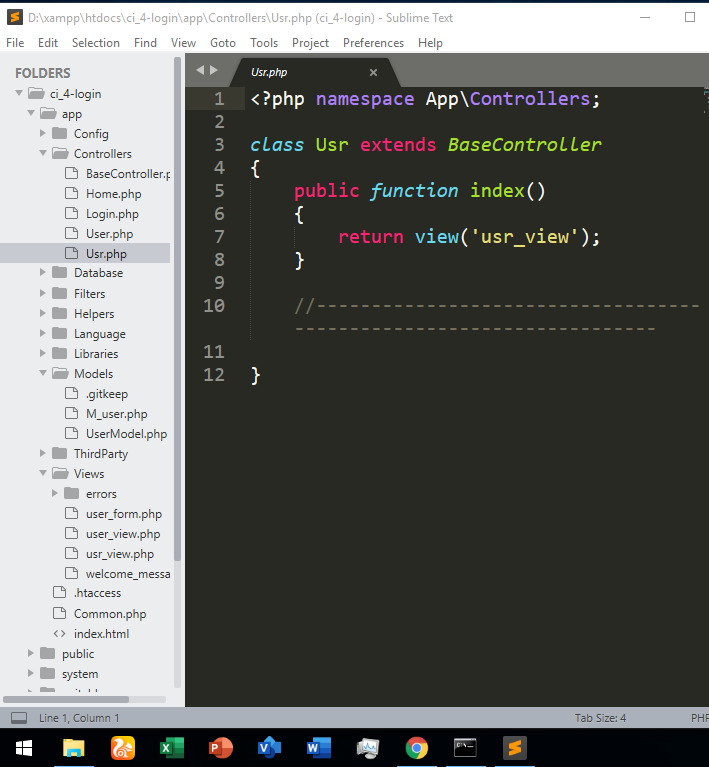 D:\xampp\htdocs\ci_4-login\app\Controllers\Usr.php (ci_4-login) - Sublime Text
File Edit Selection Find View Goto Tools Project Preferences Help
FOLDERS
ci_4-login
app
Config
Controllers
BaseController.p
Home.php
Login.php
User.php
Usr.php
Database
Filters
Helpers
Language
Libraries
Models
.gitkeep
M_user.php
UserModel.php
ThirdParty
Views
errors
user_form.php
user_view.php
usr_view.php
welcome_messa
.htaccess
Common.php
index.html
public
system
Usr.php
1 <?php namespace App\Controllers;
2
3 class Usr extends BaseController
4 {
5 public function index()
6 {
7 return view('usr_view');
8 }
9
10 //-----------------------------------
---------------------------------
11
12 }
Line 1, Column 1 Tab Size: 4 PHP